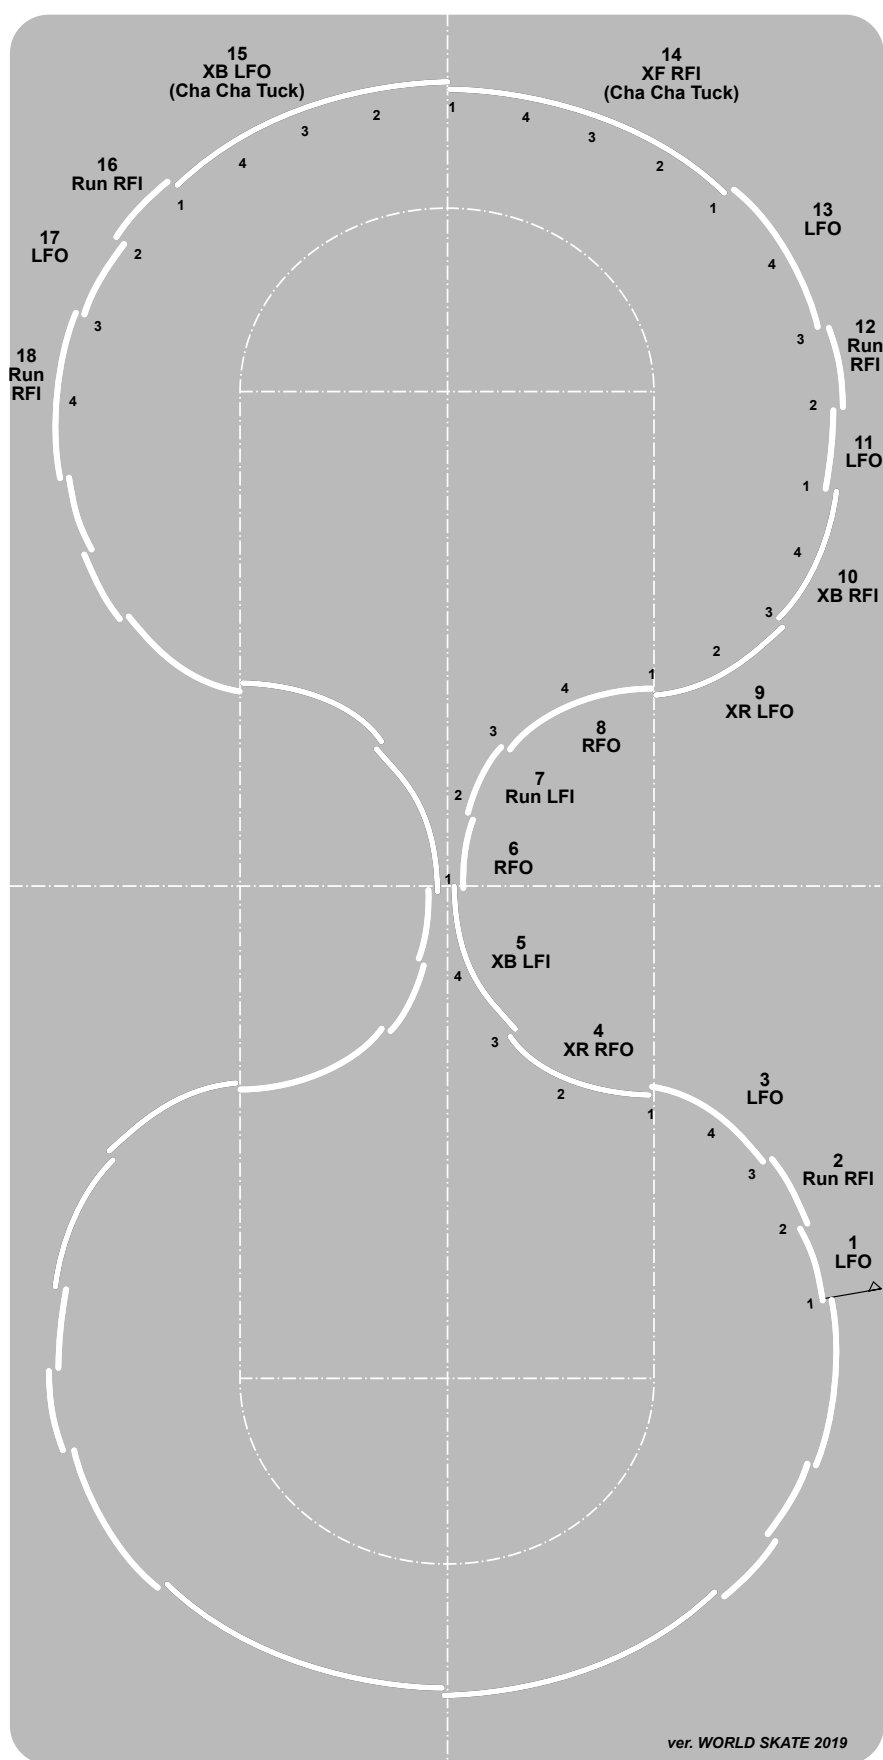 15
XB LFO
(Cha Cha Tuck)
14
XF RFI
(Cha Cha Tuck)
1
2
3
4
4
3
2
16
Run RFI
1
1
13
LFO
17
LFO
2
4
3
3
12
Run
RFI
18
Run
RFI
4
2
11
LFO
1
4
10
XB RFI
3
2
1
9
XR LFO
4
8
RFO
3
7
Run LFI
2
6
RFO
1
5
XB LFI
4
4
XR RFO
3
2
1
3
LFO
4
3
2
Run RFI
2
1
LFO
1
ver. WORLD SKATE 2019